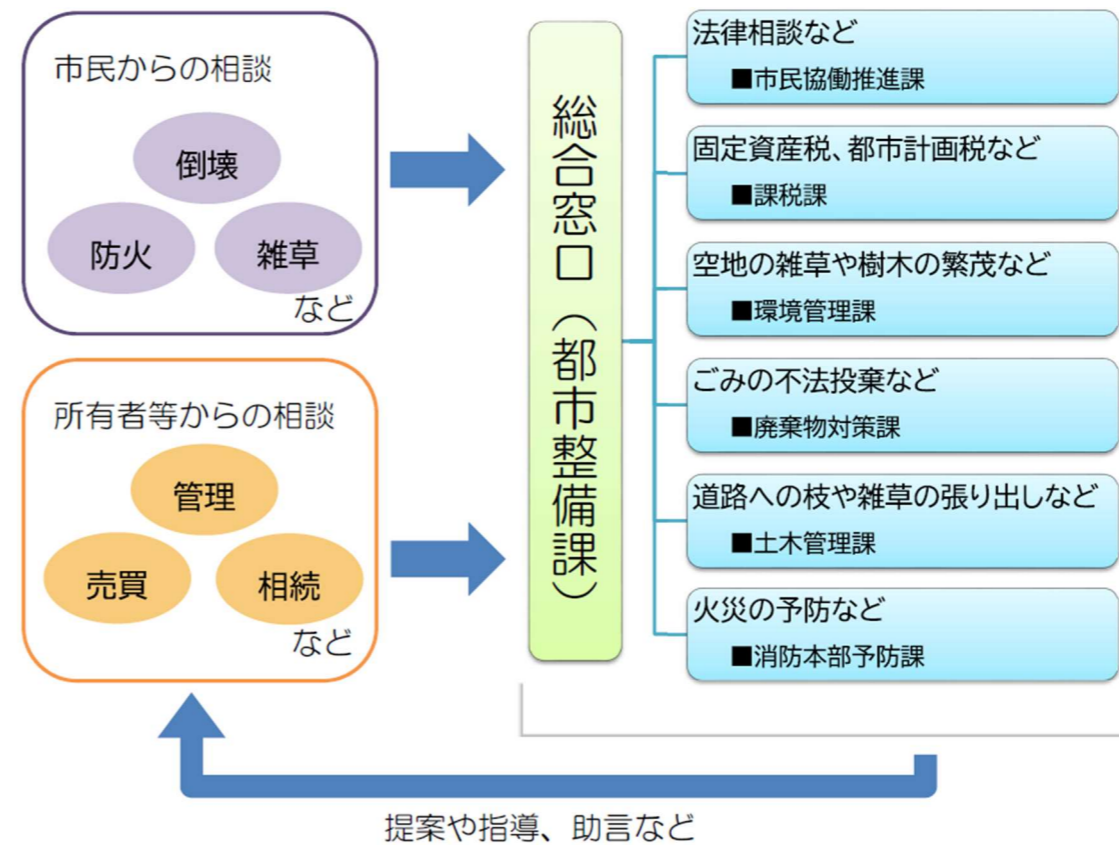 市民からの相談
倒壊
防火
雑草
など
所有者等からの相談
管理
売買
相続
など
総合窓口（都市整備課）
法律相談など
■市民協働推進課
固定資産税、都市計画税など
■課税課
空地の雑草や樹木の繁茂など
■環境管理課
ごみの不法投棄など
■廃棄物対策課
道路への枝や雑草の張り出しなど
■土木管理課
火災の予防など
■消防本部予防課
提案や指導、助言など